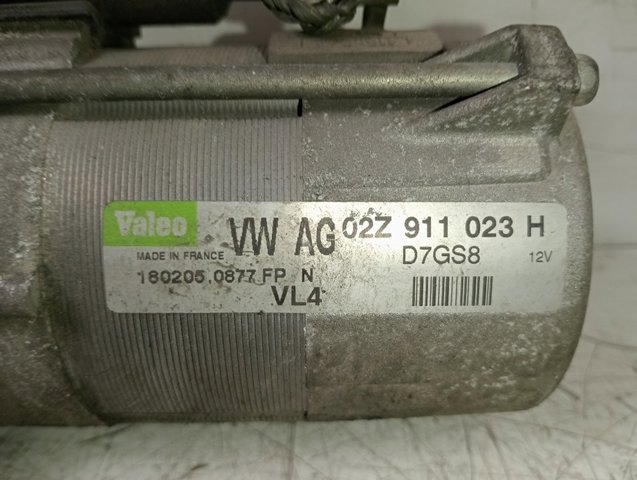 Valeo VW AG 02Z 911 023 H
MADE IN FRANCE D7GS8 12V
180205 0877 FP N
VL4